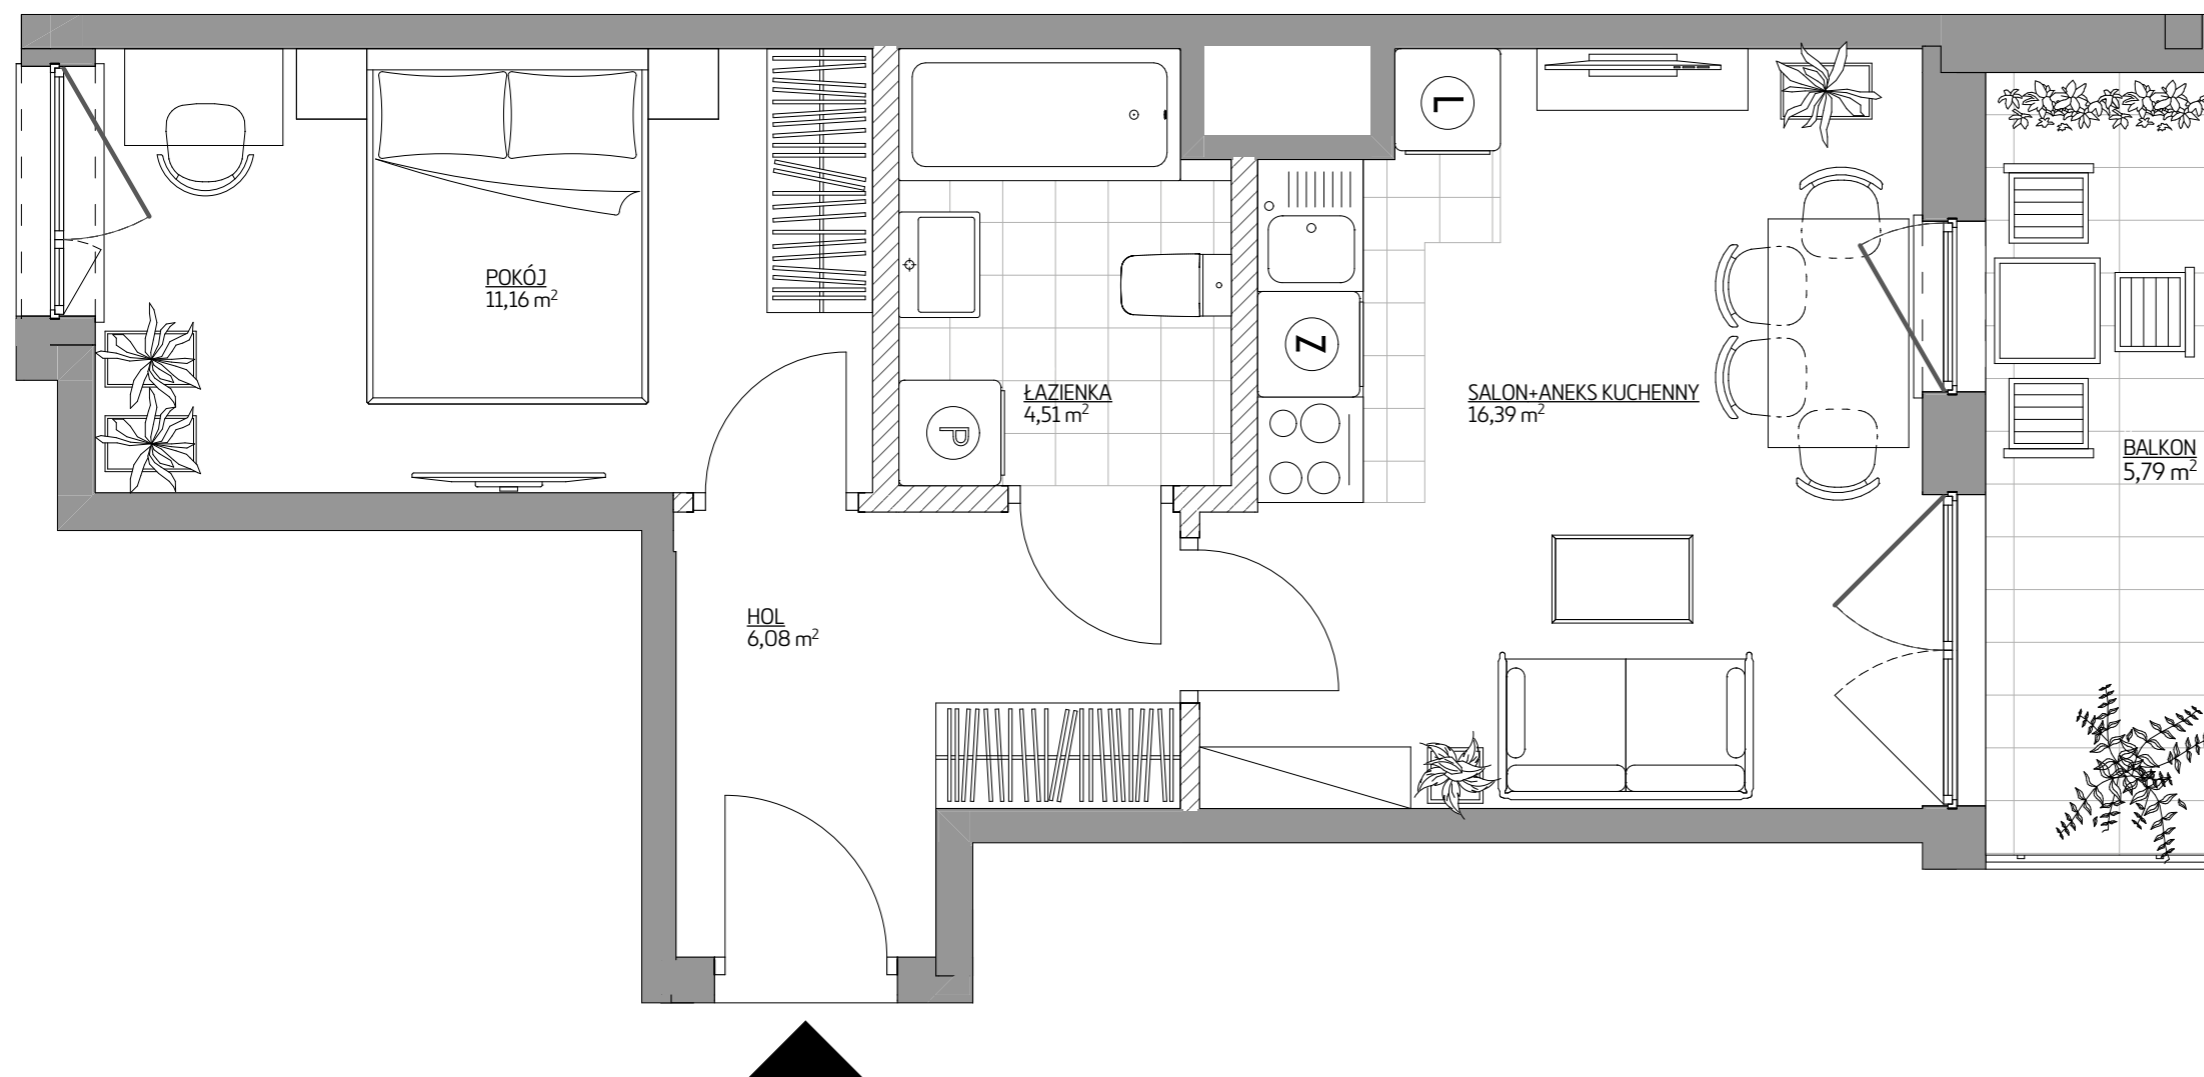 POKÓJ
11,16 m²
ŁAZIENKA
4,51 m²
SALON+ANEKS KUCHENNY
16,39 m²
BALKON
5,79 m²
HOL
6,08 m²
L
Z
P